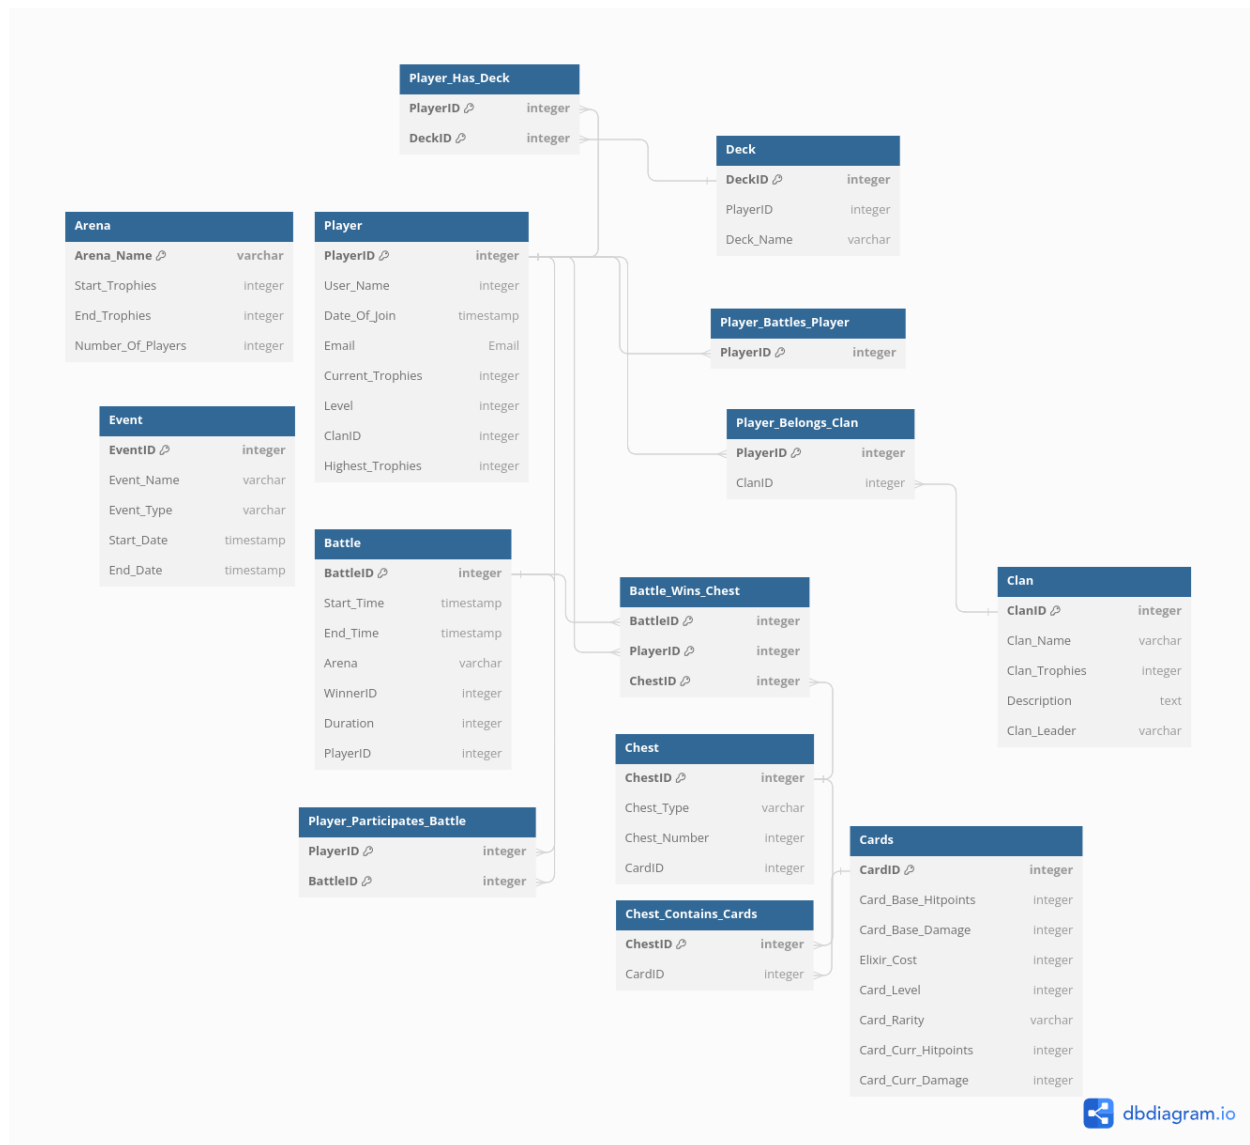 Player_Has_Deck
PlayerID integer
DeckID integer
Deck
DeckID integer
PlayerID integer
Deck_Name varchar
Arena
Arena_Name varchar
Start_Trophies integer
End_Trophies integer
Number_Of_Players integer
Player
PlayerID integer
User_Name integer
Date_Of_Join timestamp
Email Email
Current_Trophies integer
Level integer
ClanID integer
Highest_Trophies integer
Player_Battles_Player
PlayerID integer
Event
EventID integer
Event_Name varchar
Event_Type varchar
Start_Date timestamp
End_Date timestamp
Player_Belongs_Clan
PlayerID integer
ClanID integer
Battle
BattleID integer
Start_Time timestamp
End_Time timestamp
Arena varchar
WinnerID integer
Duration integer
PlayerID integer
Battle_Wins_Chest
BattleID integer
PlayerID integer
ChestID integer
Clan
ClanID integer
Clan_Name varchar
Clan_Trophies integer
Description text
Clan_Leader varchar
Chest
ChestID integer
Chest_Type varchar
Chest_Number integer
CardID integer
Player_Participates_Battle
PlayerID integer
BattleID integer
Chest_Contains_Cards
ChestID integer
CardID integer
Cards
CardID integer
Card_Base_Hitpoints integer
Card_Base_Damage integer
Elixir_Cost integer
Card_Level integer
Card_Rarity varchar
Card_Curr_Hitpoints integer
Card_Curr_Damage integer
dbdiagram.io